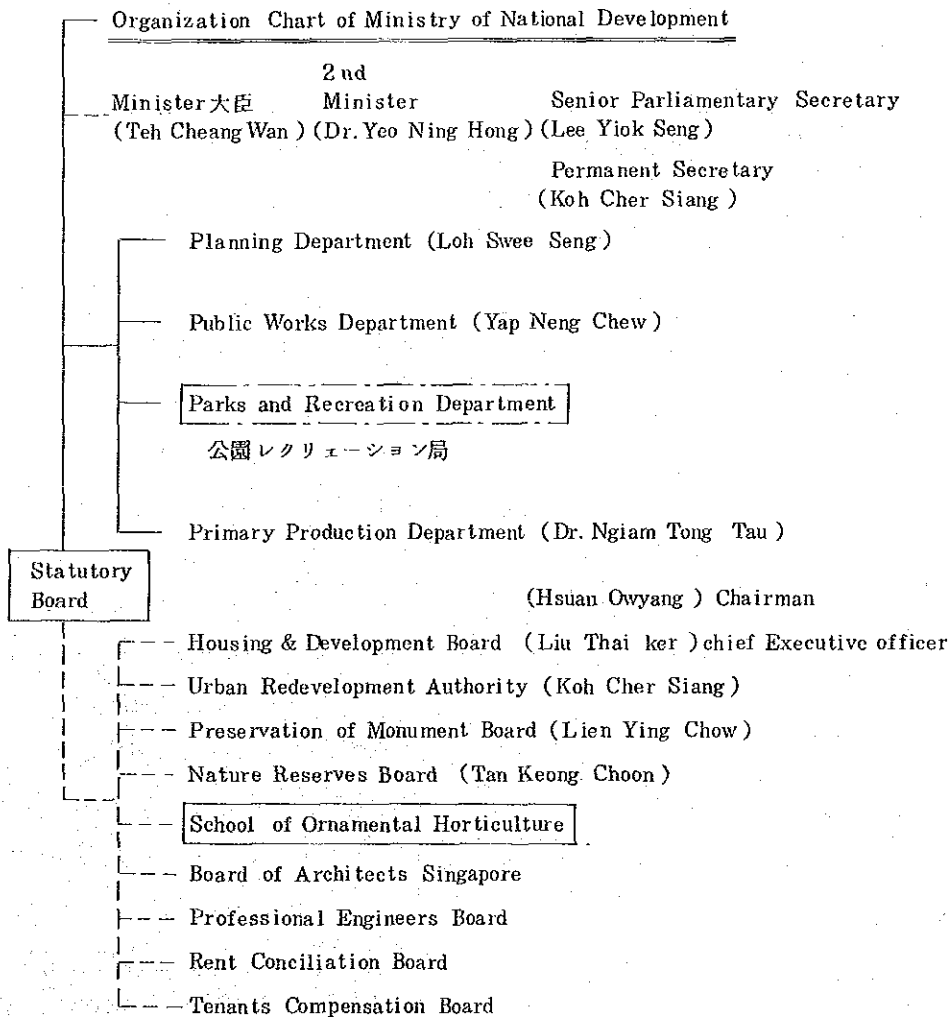 Organization Chart of Ministry of National Development
2nd
Minister大臣 Minister Senior Parliamentary Secretary
(Teh Cheang Wan) (Dr. Yeo Ning Hong) (Lee Yiok Seng)
Permanent Secretary
(Koh Cher Siang)
Planning Department (Loh Swee Seng)
Public Works Department (Yap Neng Chew)
Parks and Recreation Department
公園レクリェーション局
Primary Production Department (Dr. Ngiam Tong Tau)
Statutory
Board
(Hsuan Owyang) Chairman
Housing & Development Board (Liu Thai ker) chief Executive officer
Urban Redevelopment Authority (Koh Cher Siang)
Preservation of Monument Board (Lien Ying Chow)
Nature Reserves Board (Tan Keong Choon)
School of Ornamental Horticulture
Board of Architects Singapore
Professional Engineers Board
Rent Conciliation Board
Tenants Compensation Board